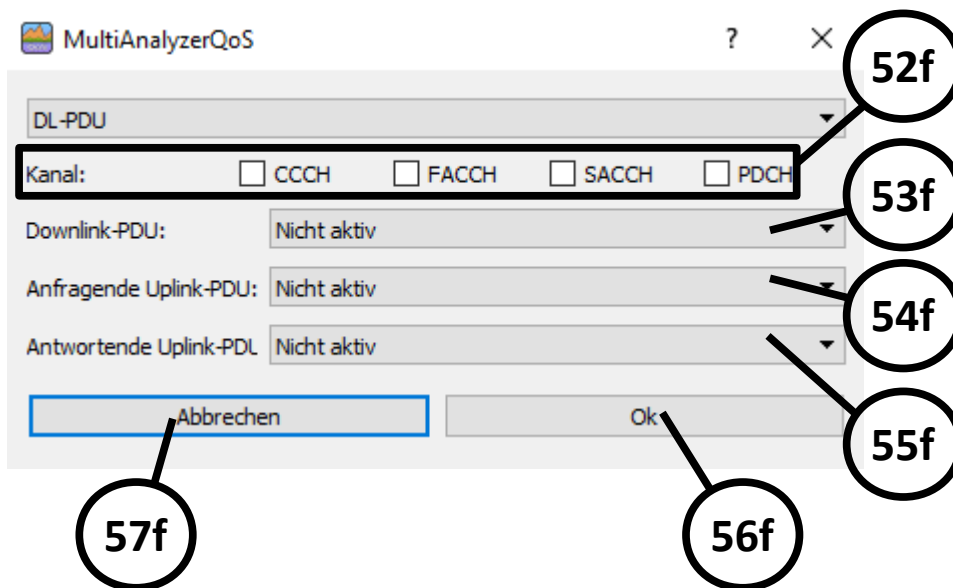 MultiAnalyzerQoS ?
52f
DL-PDU
Kanal: CCCH FACCH SACCH PDCH
53f
Downlink-PDU: Nicht aktiv
Anfragende Uplink-PDU: Nicht aktiv
54f
Antwortende Uplink-PDU Nicht aktiv
Abbrechen Ok
55f
57f 56f